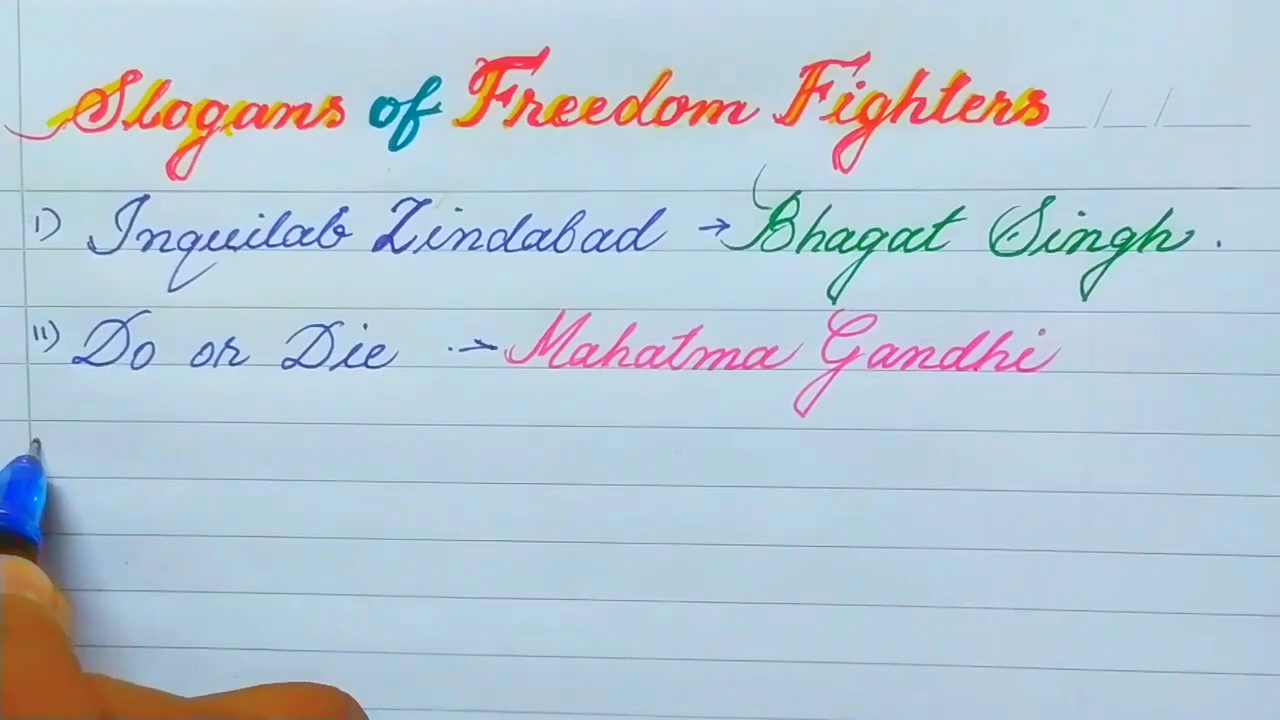 Slogans of Freedom Fighters
I) Inquilab Zindabad → Bhagat Singh.
II) Do or Die → Mahatma Gandhi